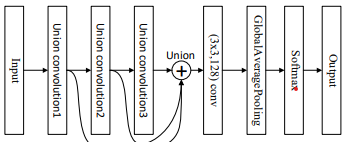 Input
Union convolution1
Union convolution2
Union convolution3
Union
(3x3,128) conv
GlobalAveragePooling
Softmax
Output